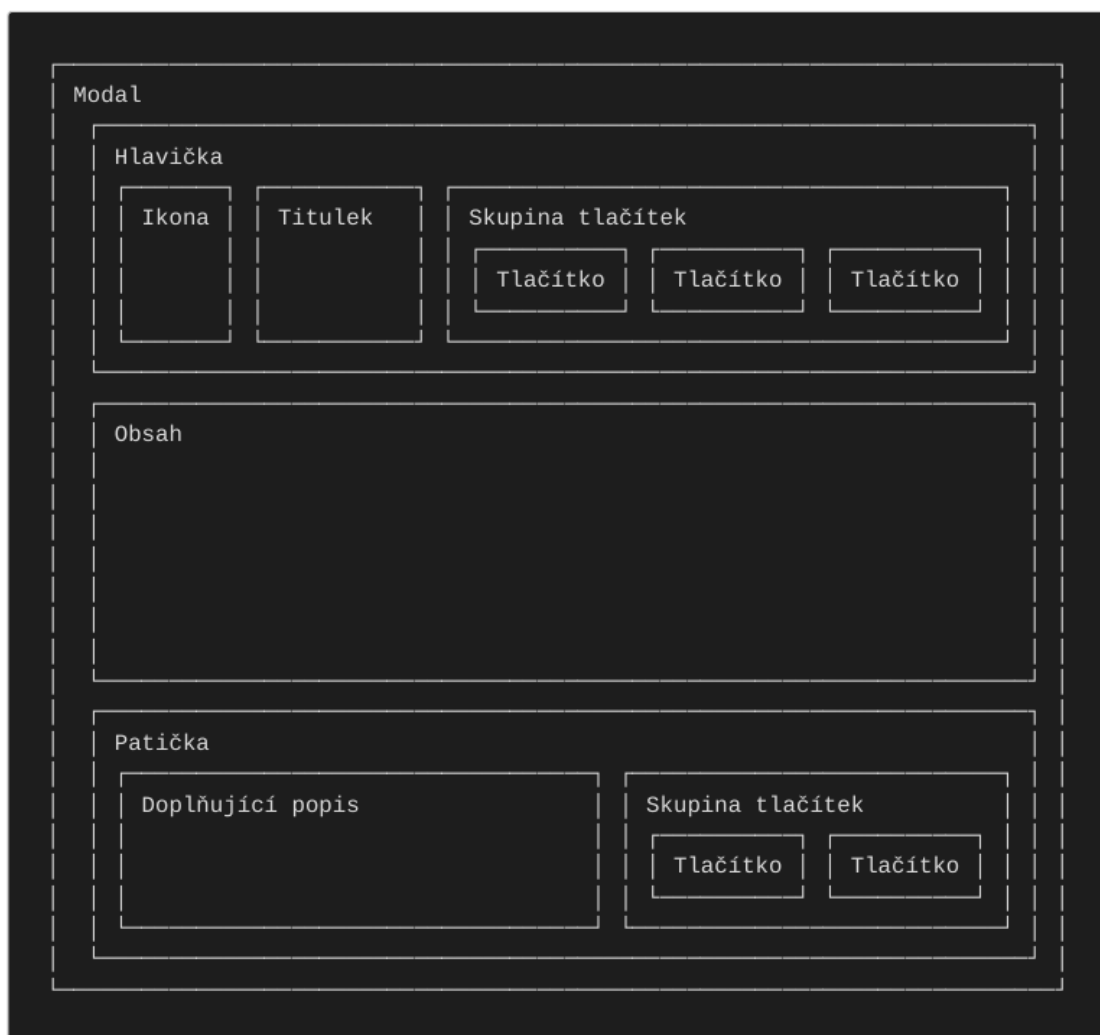 Modal
Hlavička
Ikona Titulek Skupina tlačítek
Tlačítko Tlačítko Tlačítko
Obsah
Patička
Doplňující popis Skupina tlačítek
Tlačítko Tlačítko